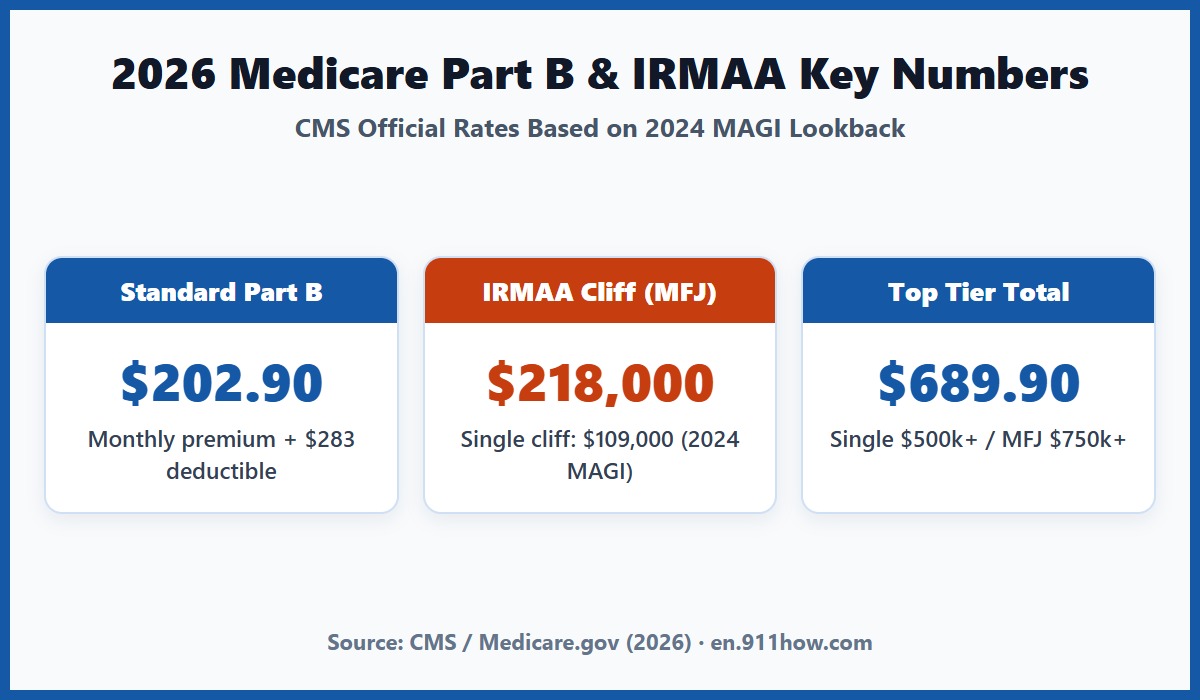 2026 Medicare Part B & IRMAA Key Numbers
CMS Official Rates Based on 2024 MAGI Lookback
Standard Part B
$202.90
Monthly premium + $283
deductible
IRMAA Cliff (MFJ)
$218,000
Single cliff: $109,000 (2024
MAGI)
Top Tier Total
$689.90
Single $500k+ / MFJ $750k+
Source: CMS / Medicare.gov (2026) · en.911how.com